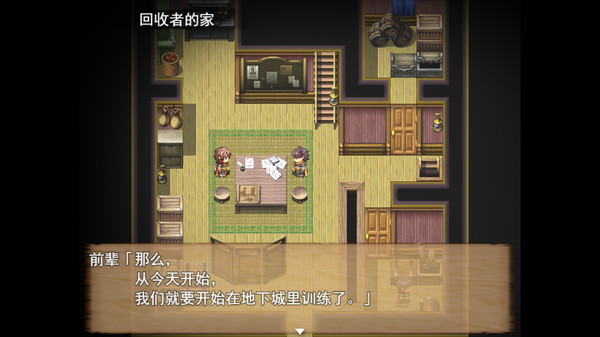 回收者的家
前辈「那么，
从今天开始，
我们就要开始在地下城里训练了。」